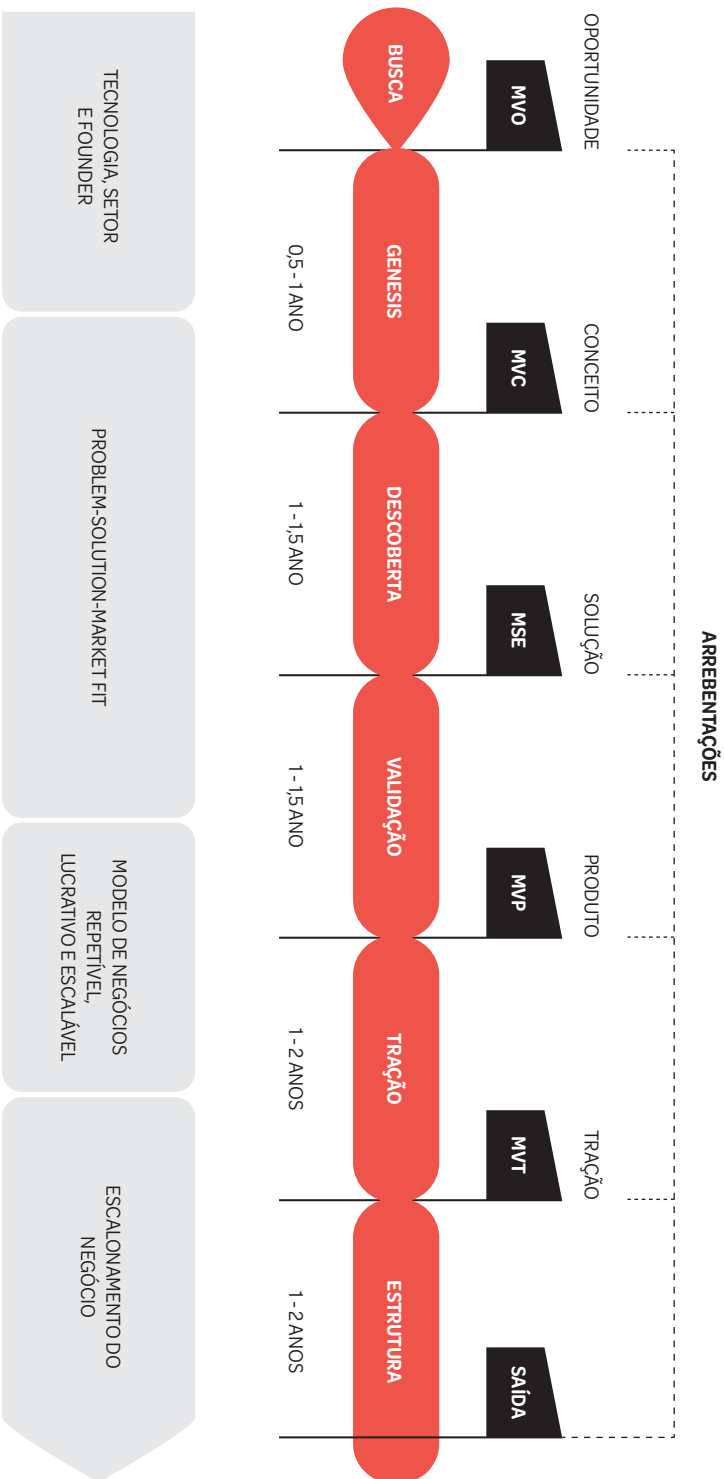 ARREBENTAÇÕES
OPORTUNIDADE
CONCEITO
SOLUÇÃO
PRODUTO
TRAÇÃO
MVO
MVC
MSE
MVP
MVT
SAÍDA
BUSCA
GENESIS
DESCOBERTA
VALIDAÇÃO
TRAÇÃO
ESTRUTURA
0,5 - 1 ANO
1 - 1,5 ANO
1 - 1,5 ANO
1 - 2 ANOS
1 - 2 ANOS
TECNOLOGIA, SETOR
E FOUNDER
PROBLEM-SOLUTION-MARKET FIT
MODELO DE NEGÓCIOS
REPETÍVEL,
LUCRATIVO E ESCALÁVEL
ESCALONAMENTO DO
NEGÓCIO